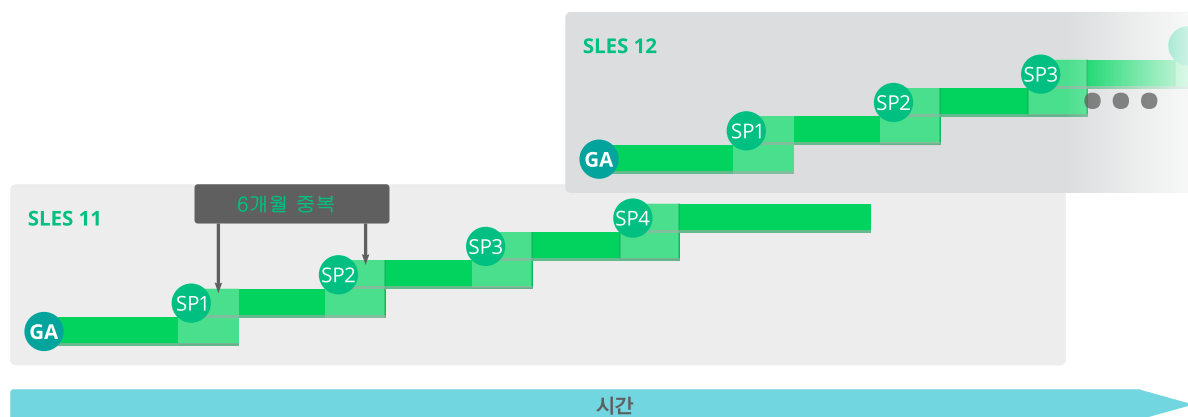 SLES 12
SP3
SP2
SP1
GA
6개월 중복
SLES 11
SP4
SP3
SP2
SP1
GA
시간